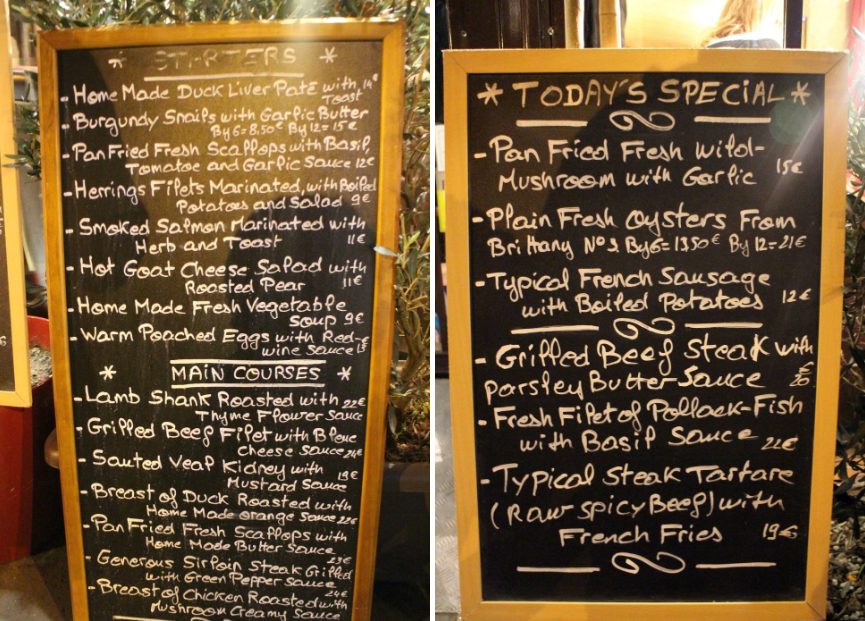 * STARTERS *
- Home Made Duck Liver Pate with 14€
Toast
- Burgundy Snails with Garlic Butter
By 6= 8,50€ By 12= 15€
- Pan Fried Fresh Scallops with Basil,
Tomatoe and Garlic Sauce 12€
- Herrings Filets Marinated, with Boiled
Potatoes and Salad 9€
- Smoked Salmon Marinated with
Herb and Toast 11€
- Hot Goat Cheese Salad with
Roasted Pear 11€
- Home Made Fresh Vegetable
Soup 9€
- Warm Poached Eggs with Red-
wine Sauce
* MAIN COURSES *
- Lamb Shank Roasted with 22€
Thyme Flower Sauce
- Grilled Beef Filet with Bleue
Cheese Sauce 24€
- Sauted Veal Kidney with
Mustard Sauce 19€
- Breast of Duck Roasted with
Home Made orange Sauce 22€
- Pan Fried Fresh Scallops with
Home Made Butter Sauce
23€
- Generous Sirloin Steak Grilled
with Green Pepper Sauce
24€
- Breast of Chicken Roasted with
Mushroom Creamy Sauce
* TODAY'S SPECIAL *
- Pan Fried Fresh Wild-
Mushroom with Garlic 15€
- Plain Fresh Oysters From
Brittany N°2 By 6= 13,50€ By 12= 21€
- Typical French Sausage
with Boiled Potatoes 12€
- Grilled Beef Steak with
Parsley Butter Sauce 20€
- Fresh Filet of Pollack-Fish
with Basil Sauce 22€
- Typical Steak Tartare
(Raw Spicy Beef) with
French Fries 19€